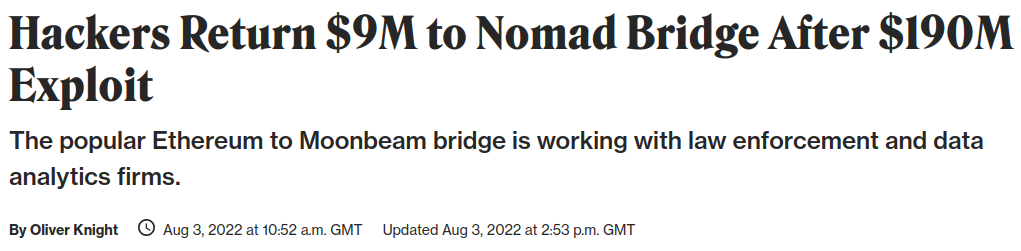 Hackers Return $9M to Nomad Bridge After $190M
Exploit
The popular Ethereum to Moonbeam bridge is working with law enforcement and data
analytics firms.
By Oliver Knight Aug 3, 2022 at 10:52 a.m. GMT Updated Aug 3, 2022 at 2:53 p.m. GMT